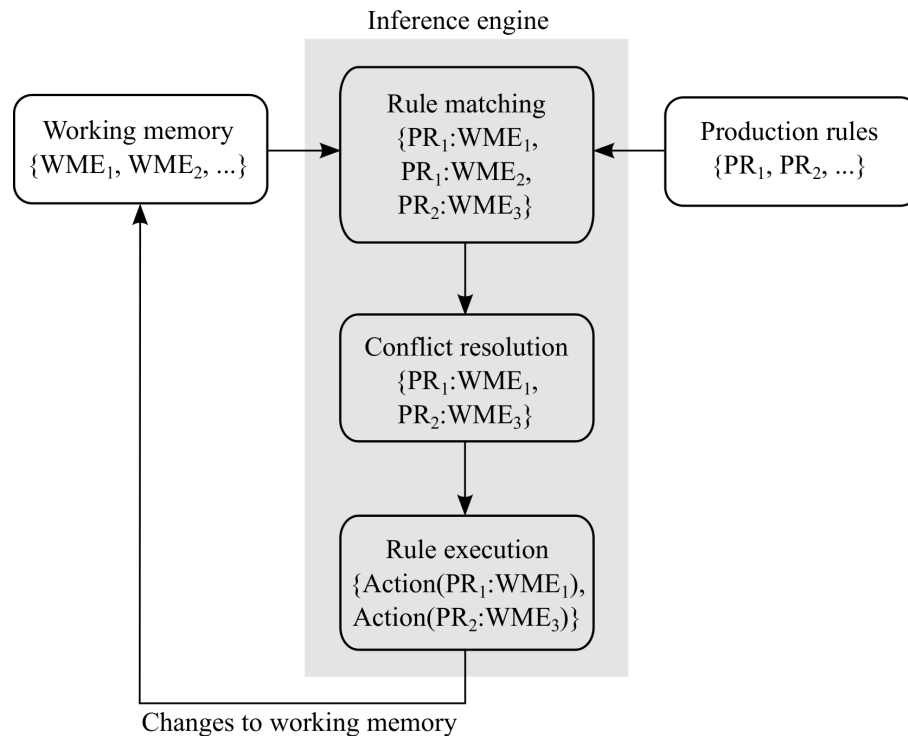 Inference engine
Working memory
{WME₁, WME₂, ...}
Rule matching
{PR₁:WME₁,
PR₁:WME₂,
PR₂:WME₃}
Production rules
{PR₁, PR₂, ...}
Conflict resolution
{PR₁:WME₁,
PR₂:WME₃}
Rule execution
{Action(PR₁:WME₁),
Action(PR₂:WME₃)}
Changes to working memory